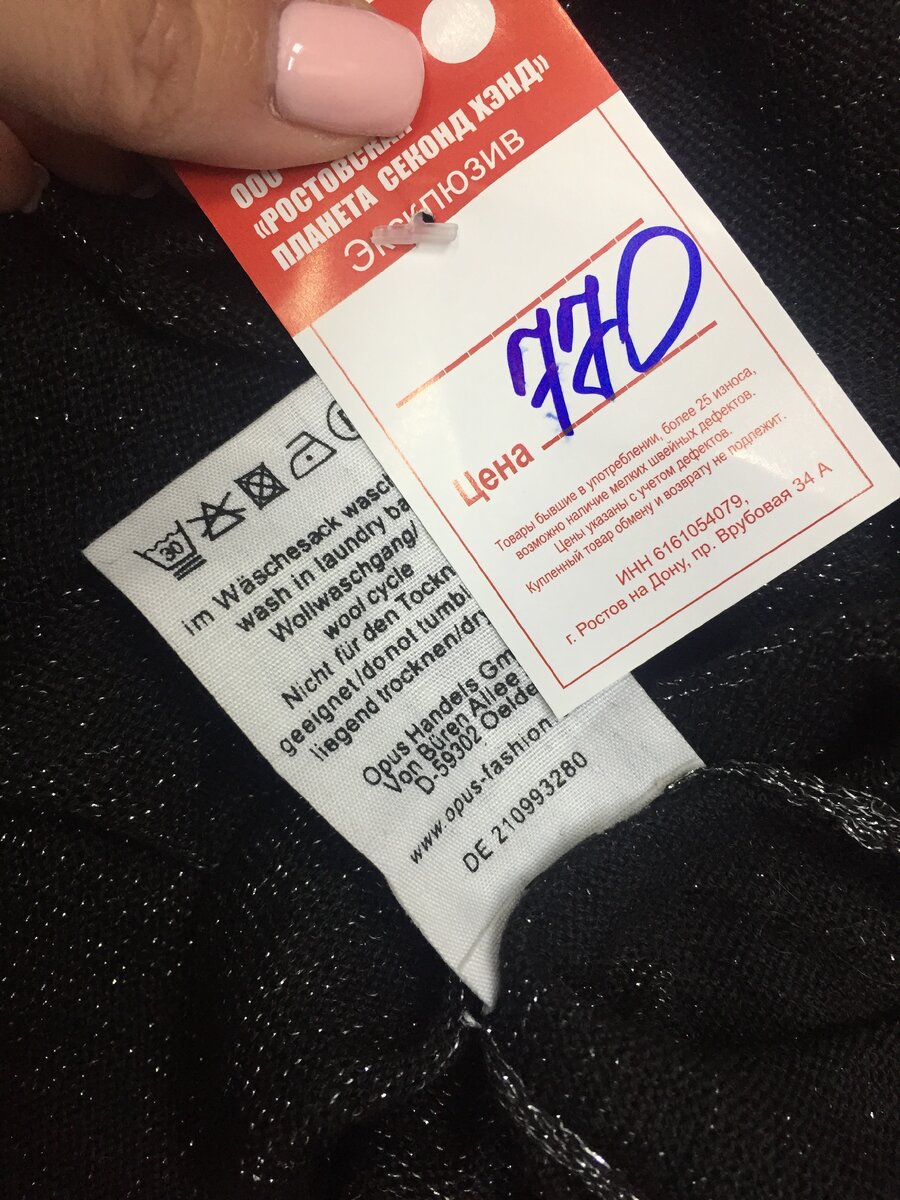 ООО
«РОСТОВСКАЯ
ПЛАНЕТА СЕКОНД ХЭНД»
Эксклюзив
770
Цена
Товары бывшие в употреблении, более 25 износа,
возможно наличие мелких швейных дефектов.
Цены указаны с учетом дефектов.
Купленный товар обмену и возврату не подлежит.
ИНН 6161054079,
г. Ростов на Дону, пр. Врубовая 34 А
30
im Wäschesack wasch
wash in laundry ba
Wollwaschgang/
wool cycle
Nicht für den Tockn
geeignet/do not tumbl
liegend trocknen/dry
Opus Handels Gm
Von Büren Allee
D-59302 Oelde
www.opus-fashion
DE 210993280